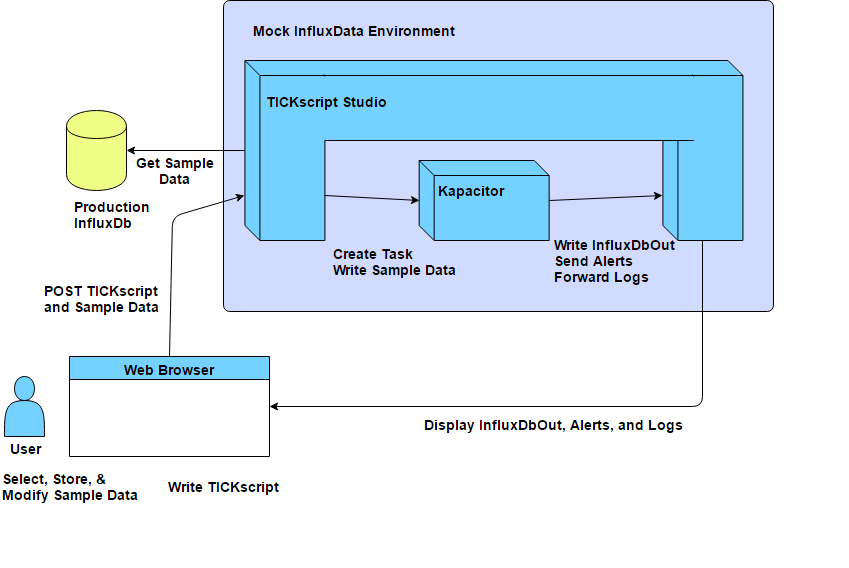 Mock InfluxData Environment
TICKscript Studio
Get Sample
Data
Kapacitor
Production
InfluxDb
Create Task
Write Sample Data
Write InfluxDbOut
Send Alerts
Forward Logs
POST TICKscript
and Sample Data
Web Browser
Display InfluxDbOut, Alerts, and Logs
User
Select, Store, &
Modify Sample Data
Write TICKscript